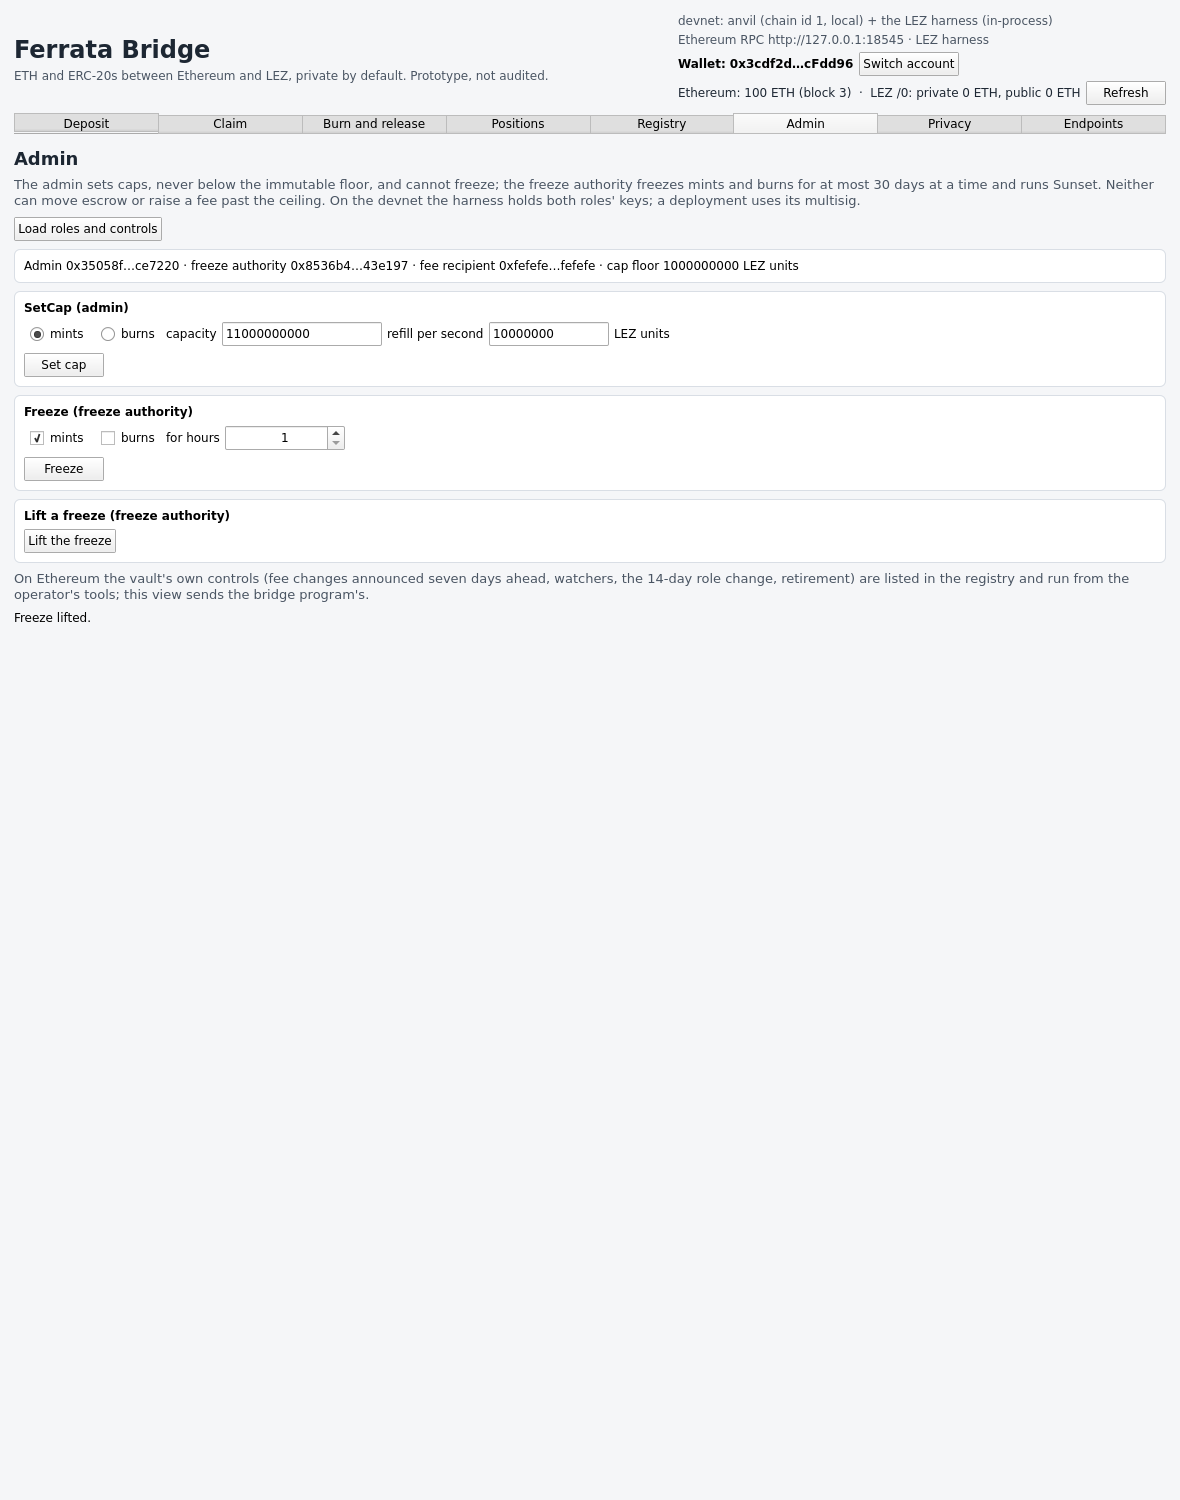 Ferrata Bridge
ETH and ERC-20s between Ethereum and LEZ, private by default. Prototype, not audited.
devnet: anvil (chain id 1, local) + the LEZ harness (in-process)
Ethereum RPC http://127.0.0.1:18545 · LEZ harness
Wallet: 0x3cdf2d…cFdd96 Switch account
Ethereum: 100 ETH (block 3) · LEZ /0: private 0 ETH, public 0 ETH Refresh
Deposit Claim Burn and release Positions Registry Admin Privacy Endpoints
Admin
The admin sets caps, never below the immutable floor, and cannot freeze; the freeze authority freezes mints and burns for at most 30 days at a time and runs Sunset. Neither
can move escrow or raise a fee past the ceiling. On the devnet the harness holds both roles' keys; a deployment uses its multisig.
Load roles and controls
Admin 0x35058f…ce7220 · freeze authority 0x8536b4…43e197 · fee recipient 0xfefefe…fefefe · cap floor 1000000000 LEZ units
SetCap (admin)
mints burns capacity 11000000000 refill per second 10000000 LEZ units
Set cap
Freeze (freeze authority)
mints burns for hours 1
Freeze
Lift a freeze (freeze authority)
Lift the freeze
On Ethereum the vault's own controls (fee changes announced seven days ahead, watchers, the 14-day role change, retirement) are listed in the registry and run from the
operator's tools; this view sends the bridge program's.
Freeze lifted.